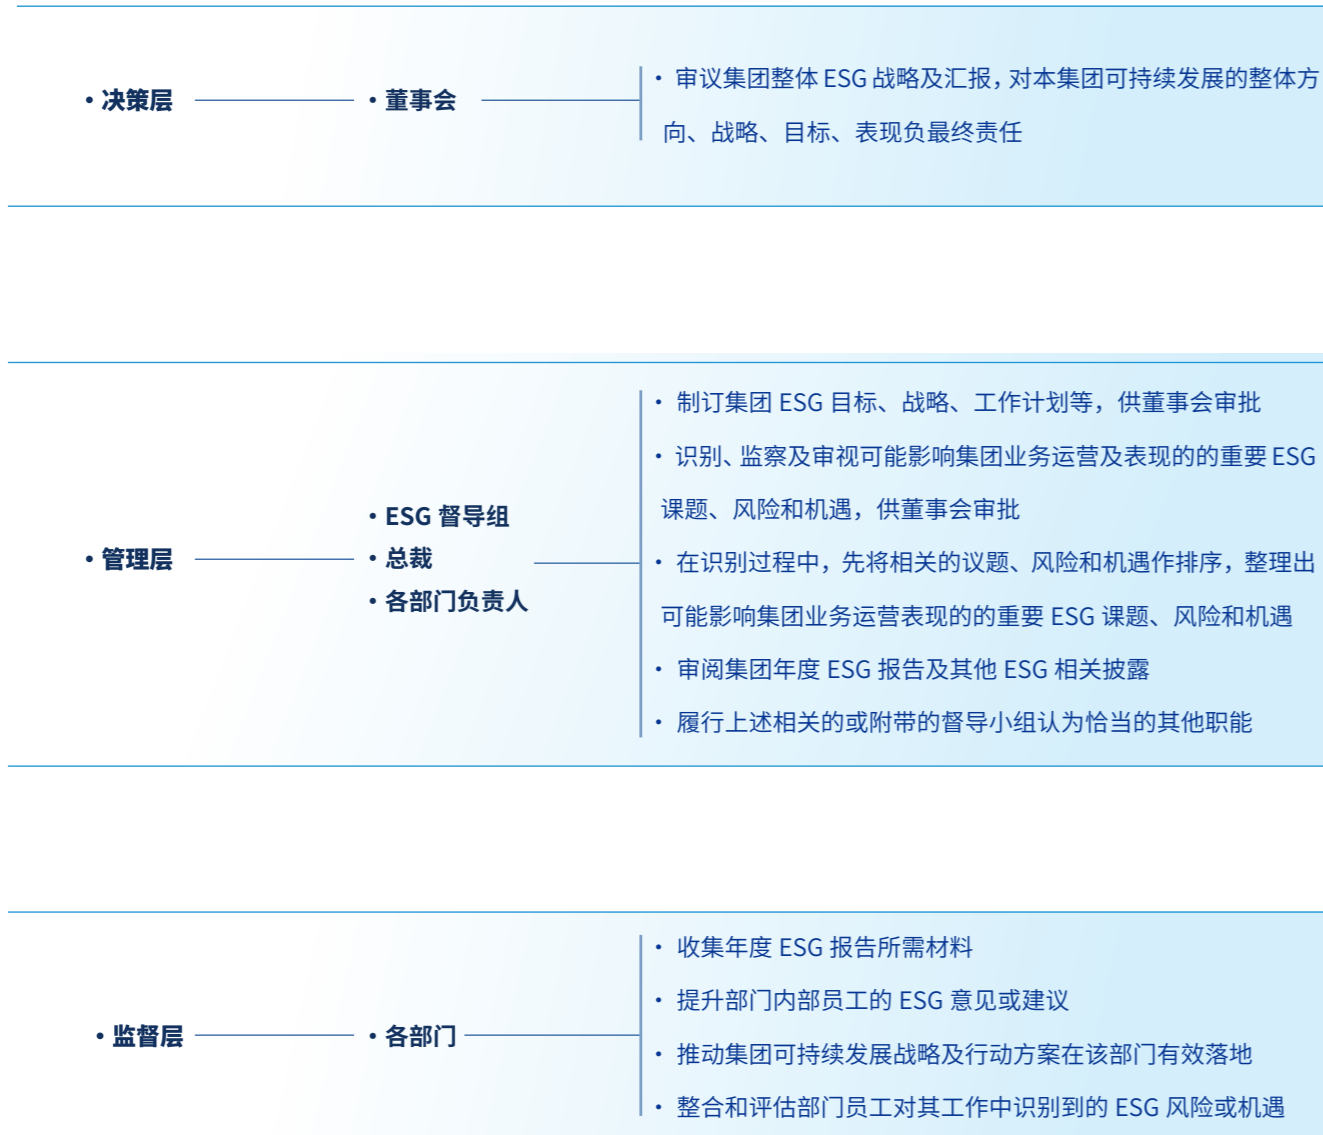 · 决策层
· 董事会
· 审议集团整体 ESG 战略及汇报，对本集团可持续发展的整体方
向、战略、目标、表现负最终责任
· 管理层
· ESG 督导组
· 总裁
· 各部门负责人
· 制订集团 ESG 目标、战略、工作计划等，供董事会审批
· 识别、监察及审视可能影响集团业务运营及表现的的重要 ESG
课题、风险和机遇，供董事会审批
· 在识别过程中，先将相关的议题、风险和机遇作排序，整理出
可能影响集团业务运营表现的的重要 ESG 课题、风险和机遇
· 审阅集团年度 ESG 报告及其他 ESG 相关披露
· 履行上述相关的或附带的督导小组认为恰当的其他职能
· 监督层
· 各部门
· 收集年度 ESG 报告所需材料
· 提升部门内部员工的 ESG 意见或建议
· 推动集团可持续发展战略及行动方案在该部门有效落地
· 整合和评估部门员工对其工作中识别到的 ESG 风险或机遇